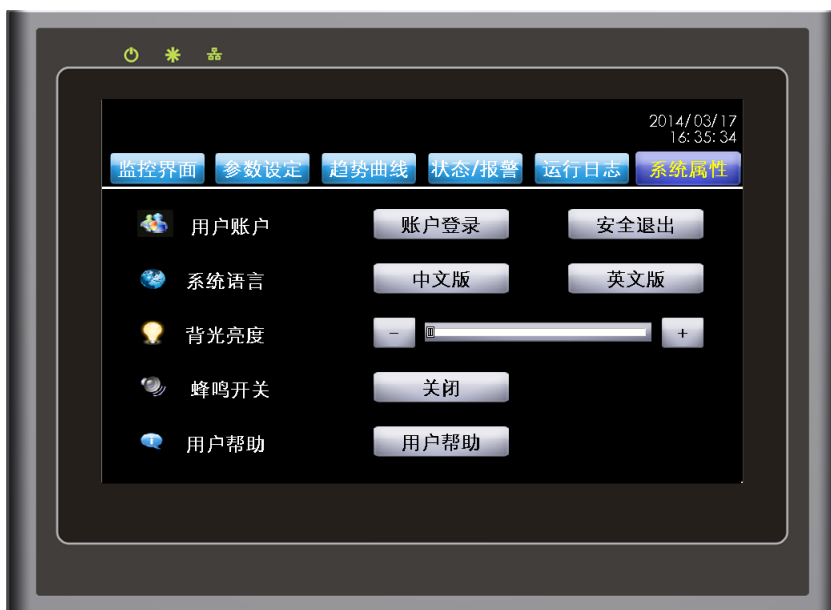 2014/03/17
16:35:34
监控界面 参数设定 趋势曲线 状态/报警 运行日志 系统属性
用户账户 账户登录 安全退出
系统语言 中文版 英文版
背光亮度 - +
蜂鸣开关 关闭
用户帮助 用户帮助